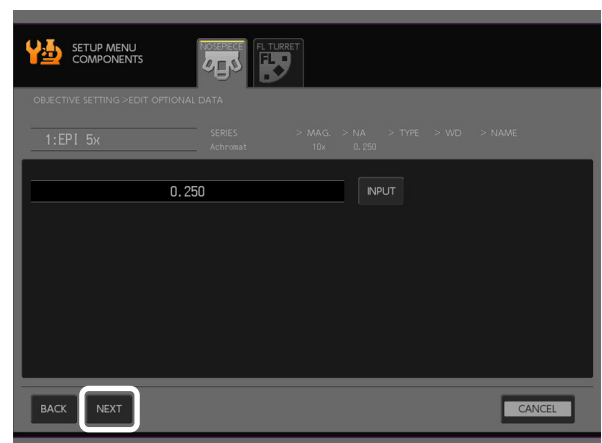 SETUP MENU
COMPONENTS
NOSEPIECE
FL TURRET
FL
OBJECTIVE SETTING >EDIT OPTIONAL DATA
1:EPI 5x
SERIES > MAG. > NA > TYPE > WD > NAME
Achromat 10x 0.250
0.250
INPUT
BACK
NEXT
CANCEL